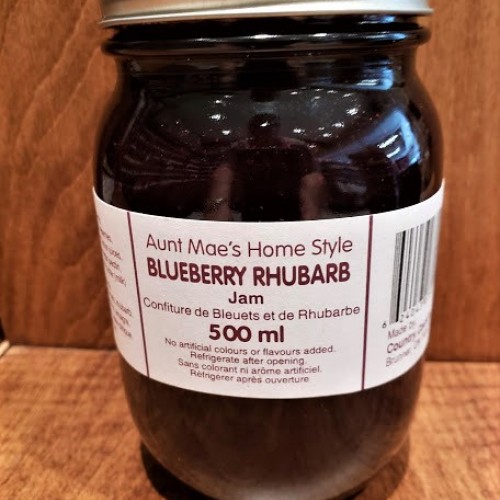 Aunt Mae's Home Style
BLUEBERRY RHUBARB
Jam
Confiture de Bleuets et de Rhubarbe
500 ml
No artificial colours or flavours added.
Refrigerate after opening.
Sans colorant ni arôme artificiel.
Réfrigerer après ouverture
Made by